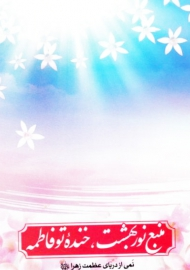 منبع نور بهشت، خندهٔ تو فاطمه
نمی از دریای عظمت زهرا